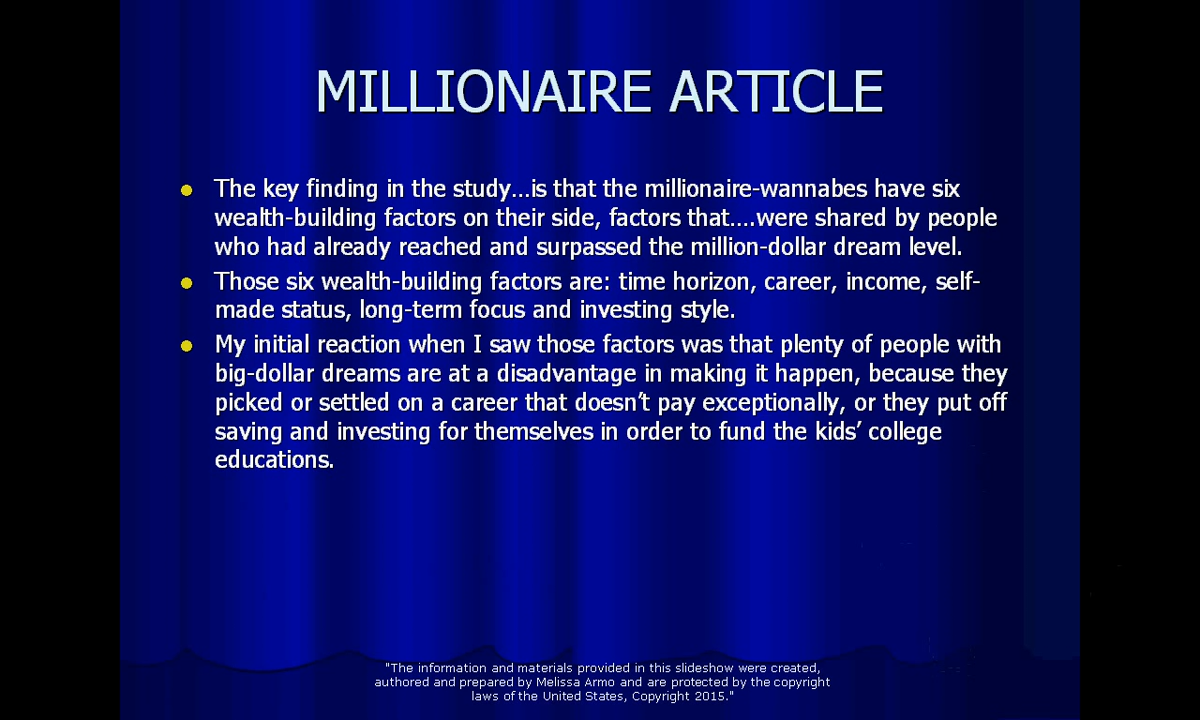 MILLIONAIRE ARTICLE
The key finding in the study...is that the millionaire-wannabes have six
wealth-building factors on their side, factors that....were shared by people
who had already reached and surpassed the million-dollar dream level.
Those six wealth-building factors are: time horizon, career, income, self-
made status, long-term focus and investing style.
My initial reaction when I saw those factors was that plenty of people with
big-dollar dreams are at a disadvantage in making it happen, because they
picked or settled on a career that doesn’t pay exceptionally, or they put off
saving and investing for themselves in order to fund the kids’ college
educations.
"The information and materials provided in this slideshow were created,
authored and prepared by Melissa Armo and are protected by the copyright
laws of the United States, Copyright 2015."